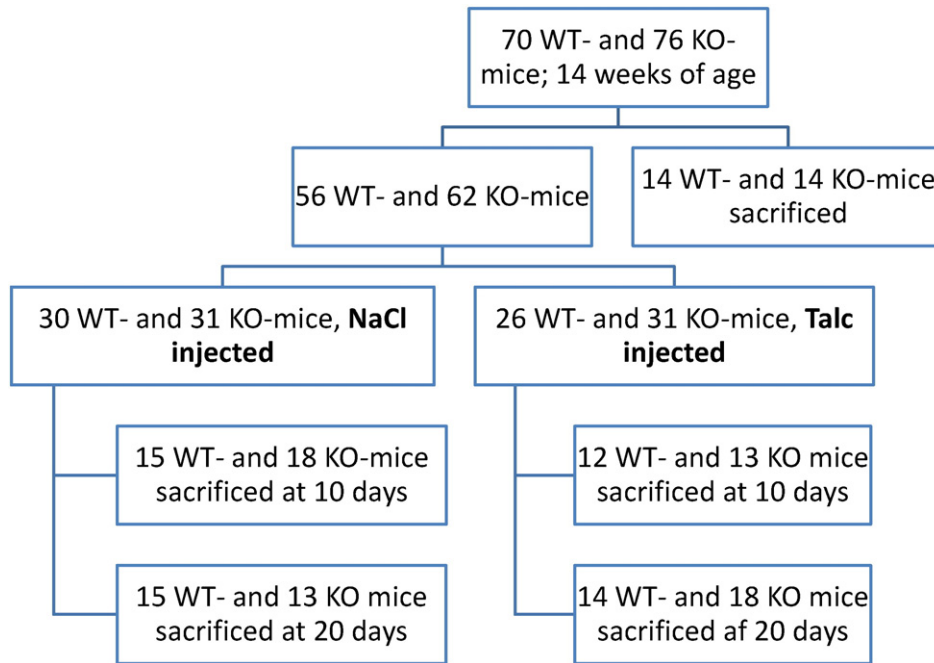 70 WT- and 76 KO-
mice; 14 weeks of age
56 WT- and 62 KO-mice
14 WT- and 14 KO-mice
sacrificed
30 WT- and 31 KO-mice, NaCl
injected
26 WT- and 31 KO-mice, Talc
injected
15 WT- and 18 KO-mice
sacrificed at 10 days
12 WT- and 13 KO mice
sacrificed at 10 days
15 WT- and 13 KO mice
sacrificed at 20 days
14 WT- and 18 KO mice
sacrificed af 20 days